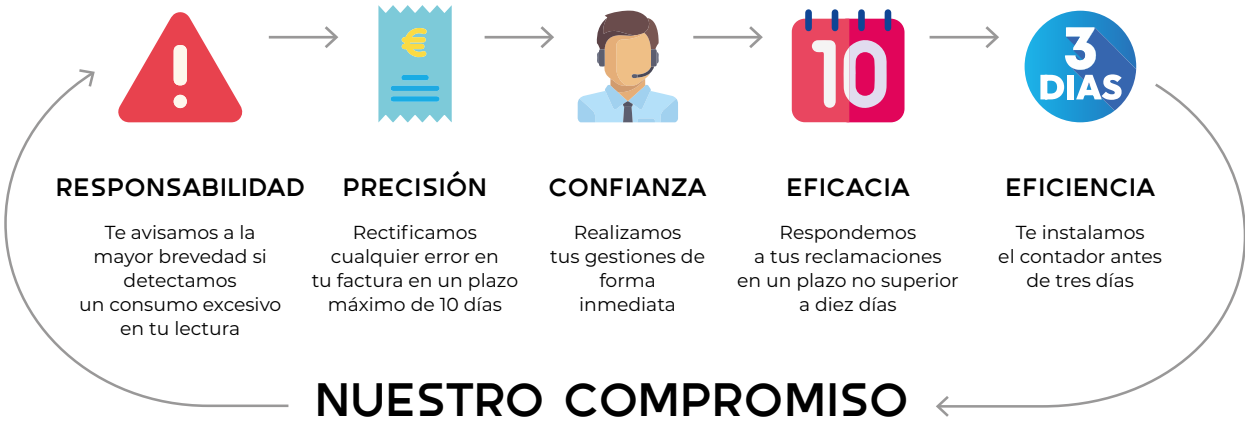 10
3
DIAS
RESPONSABILIDAD
Te avisamos a la
mayor brevedad si
detectamos
un consumo excesivo
en tu lectura
PRECISIÓN
Rectificamos
cualquier error en
tu factura en un plazo
máximo de 10 días
CONFIANZA
Realizamos
tus gestiones de
forma
inmediata
EFICACIA
Respondemos
a tus reclamaciones
en un plazo no superior
a diez días
EFICIENCIA
Te instalamos
el contador antes
de tres días
NUESTRO COMPROMISO